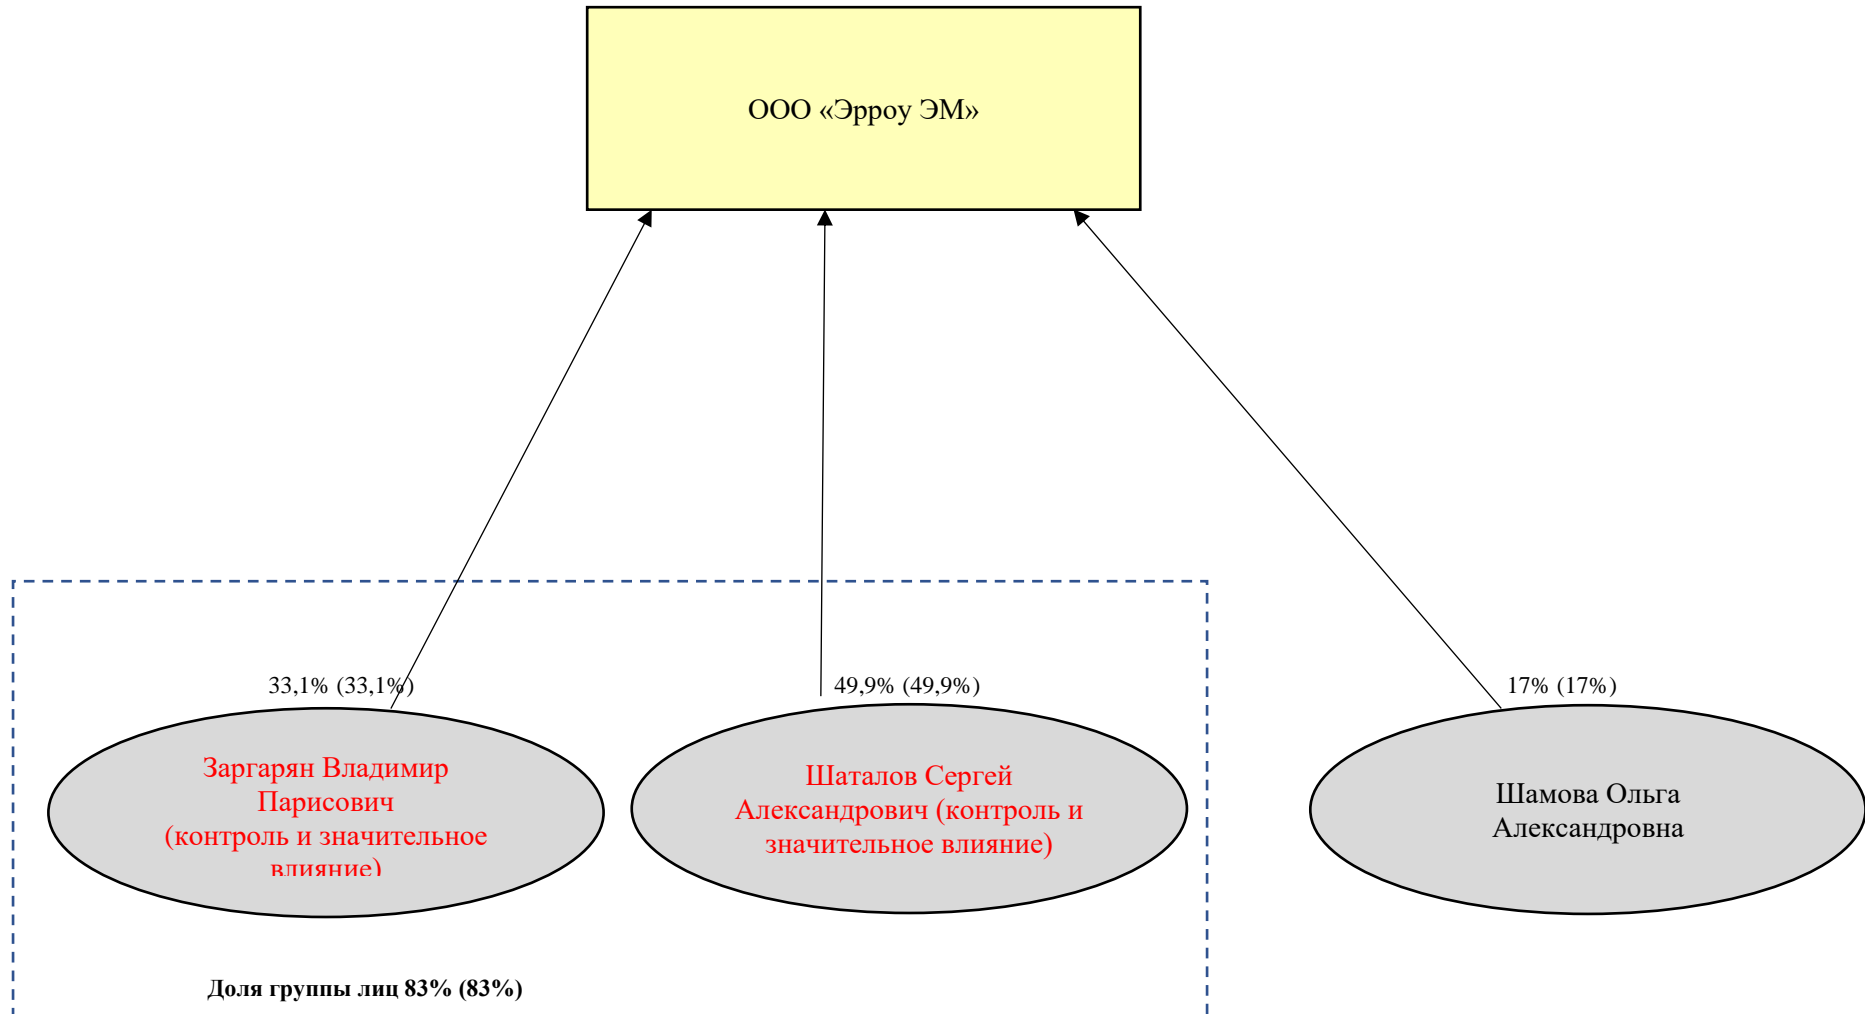 ООО «Эрроу ЭМ»
33,1% (33,1%)
49,9% (49,9%)
17% (17%)
Заргарян Владимир
Парисович
(контроль и значительное
влияние)
Шаталов Сергей
Александрович (контроль и
значительное влияние)
Шамова Ольга
Александровна
Доля группы лиц 83% (83%)